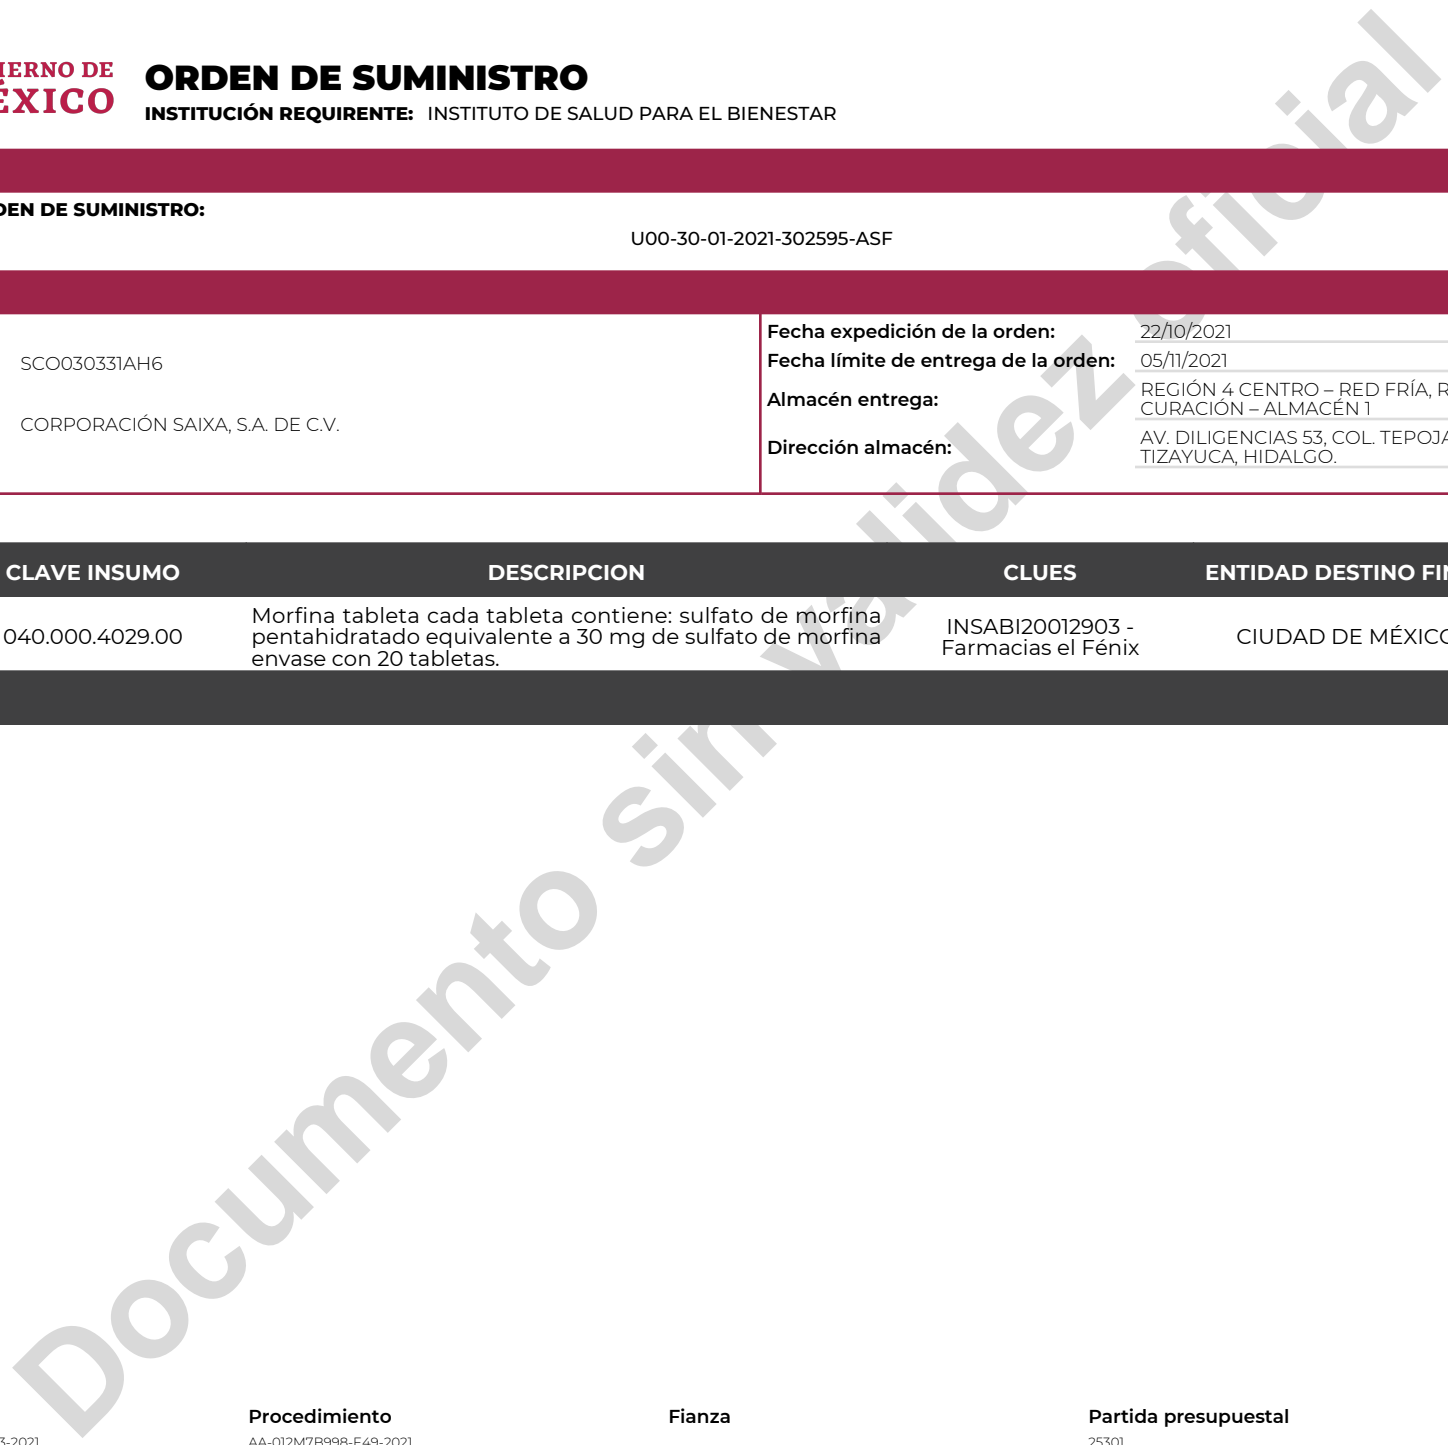 IERNO DE
ÉXICO
ORDEN DE SUMINISTRO
INSTITUCIÓN REQUIRENTE: INSTITUTO DE SALUD PARA EL BIENESTAR
DEN DE SUMINISTRO:
U00-30-01-2021-302595-ASF
SCO030331AH6
CORPORACIÓN SAIXA, S.A. DE C.V.
Fecha expedición de la orden: 22/10/2021
Fecha límite de entrega de la orden: 05/11/2021
Almacén entrega: REGIÓN 4 CENTRO – RED FRÍA, R
CURACIÓN – ALMACÉN 1
Dirección almacén: AV. DILIGENCIAS 53, COL. TEPOJA
TIZAYUCA, HIDALGO.
CLAVE INSUMO DESCRIPCION CLUES ENTIDAD DESTINO FIN
040.000.4029.00
Morfina tableta cada tableta contiene: sulfato de morfina
pentahidratado equivalente a 30 mg de sulfato de morfina
envase con 20 tabletas.
INSABI20012903 -
Farmacias el Fénix
CIUDAD DE MÉXICO
Documento sin validez oficial
Procedimiento Fianza Partida presupuestal
3-2021 AA-012M7B998-E49-2021 25301